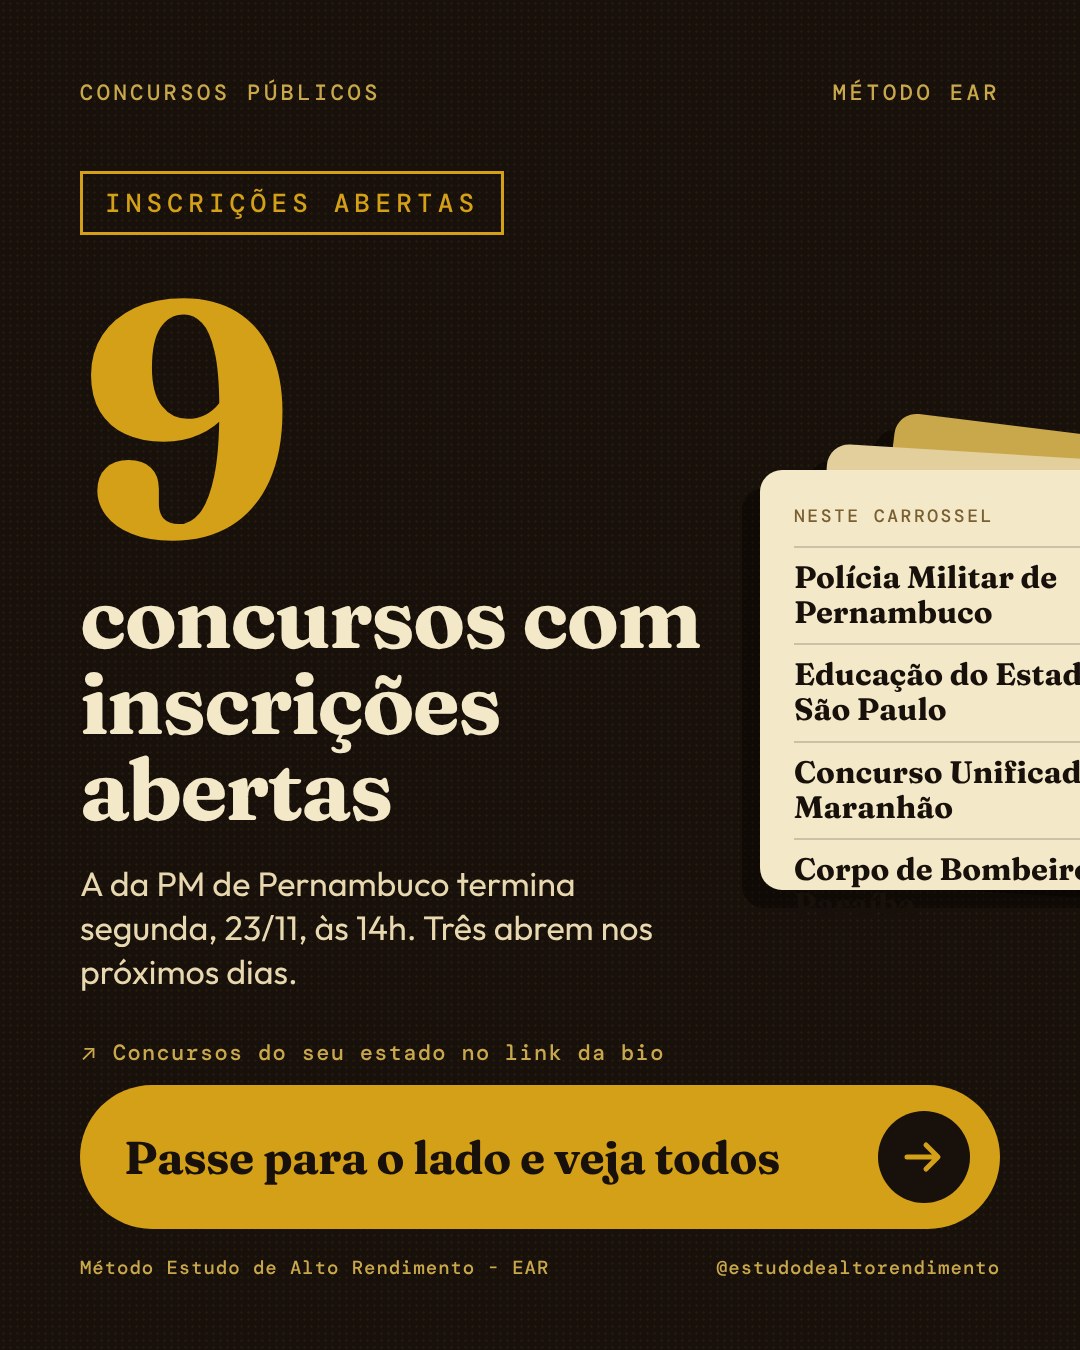 CONCURSOS PÚBLICOS
MÉTODO EAR
INSCRIÇÕES ABERTAS
9
concursos com
inscrições
abertas
A da PM de Pernambuco termina
segunda, 23/11, às 14h. Três abrem nos
próximos dias.
NESTE CARROSSEL
Polícia Militar de
Pernambuco
Educação do Estad
São Paulo
Concurso Unificad
Maranhão
Corpo de Bombeiro
Paraíba
↗ Concursos do seu estado no link da bio
Passe para o lado e veja todos
Método Estudo de Alto Rendimento - EAR
@estudodealtorendimento